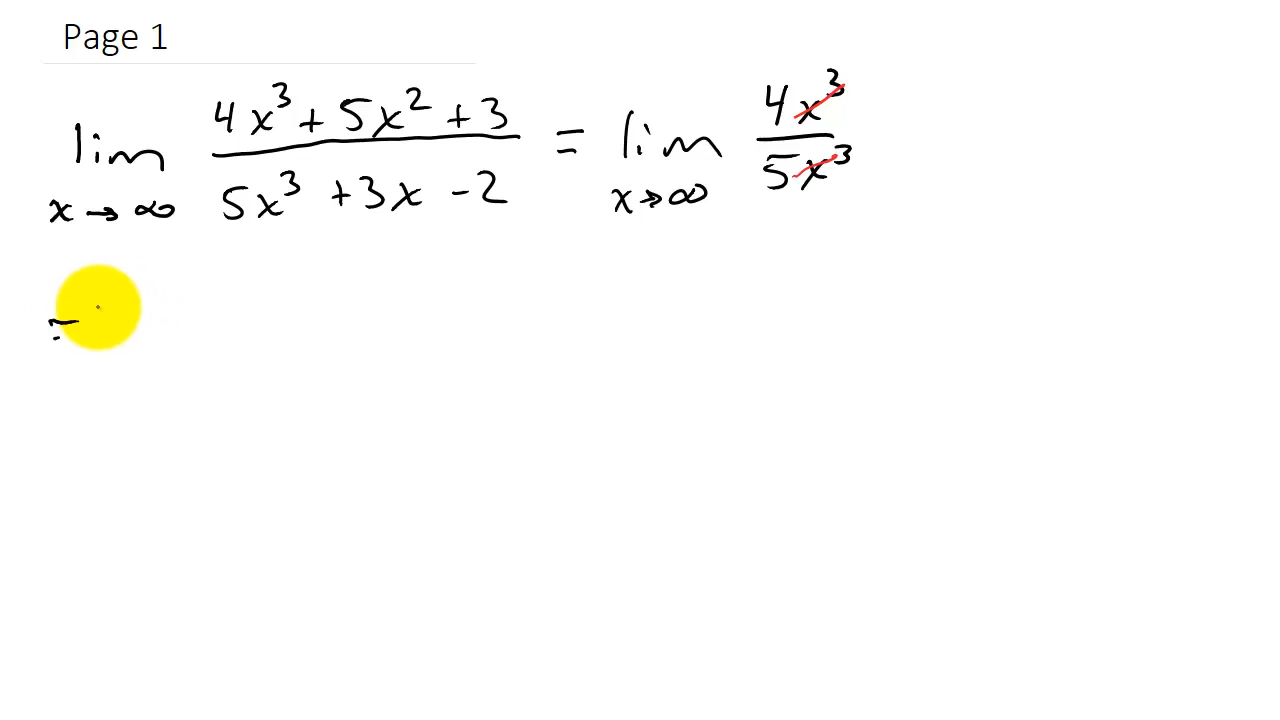 Page 1
lim x→∞ (4x³ + 5x² + 3)/(5x³ + 3x - 2) = lim x→∞ 4x³/5x³
=